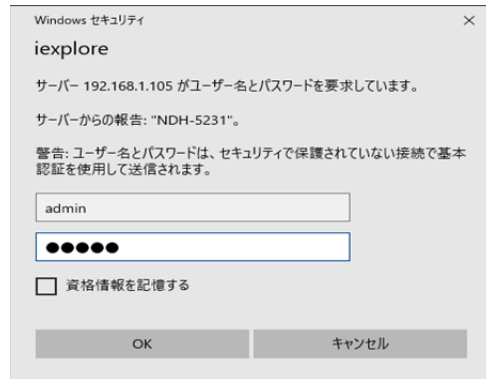 Windows セキュリティ
iexplore
サーバー 192.168.1.105 がユーザー名とパスワードを要求しています。
サーバーからの報告: "NDH-5231"。
警告: ユーザー名とパスワードは、セキュリティで保護されていない接続で基本
認証を使用して送信されます。
admin
●●●●●
資格情報を記憶する
OK
キャンセル